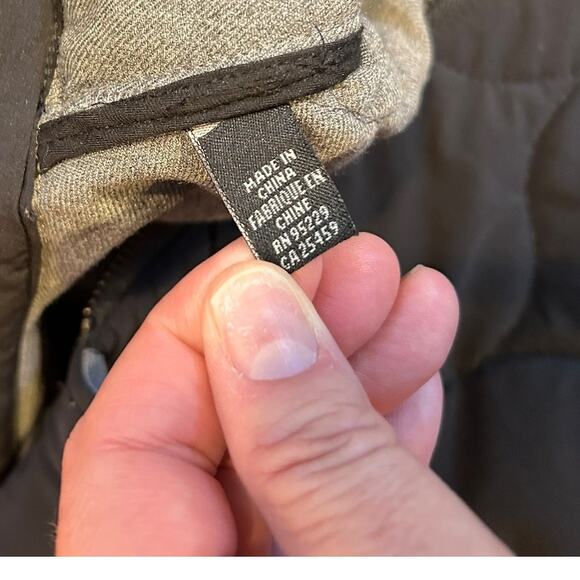 MADE IN
CHINA
FABRIQUE EN
CHINE
RN 95229
CA 25459